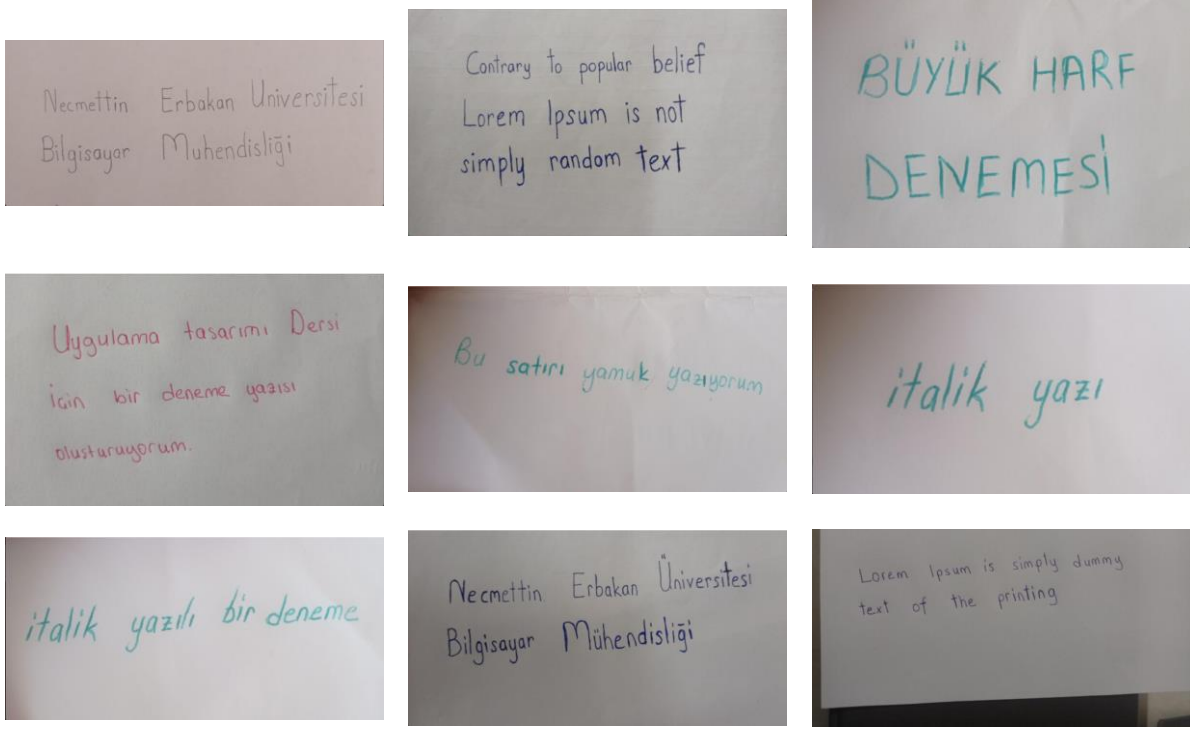 Necmettin Erbakan Üniversitesi
Bilgisayar Muhendisliği
Contrary to popular belief
Lorem Ipsum is not
simply random text
BÜYÜK HARF
DENEMESİ
Uygulama tasarımı Dersi
için bir deneme yazısı
olusturuyorum.
Bu satırı yamuk yazıyorum
italik yazı
italik yazılı bir deneme
Necmettin Erbakan Üniversitesi
Bilgisayar Mühendisliği
Lorem Ipsum is simply dummy
text of the printing